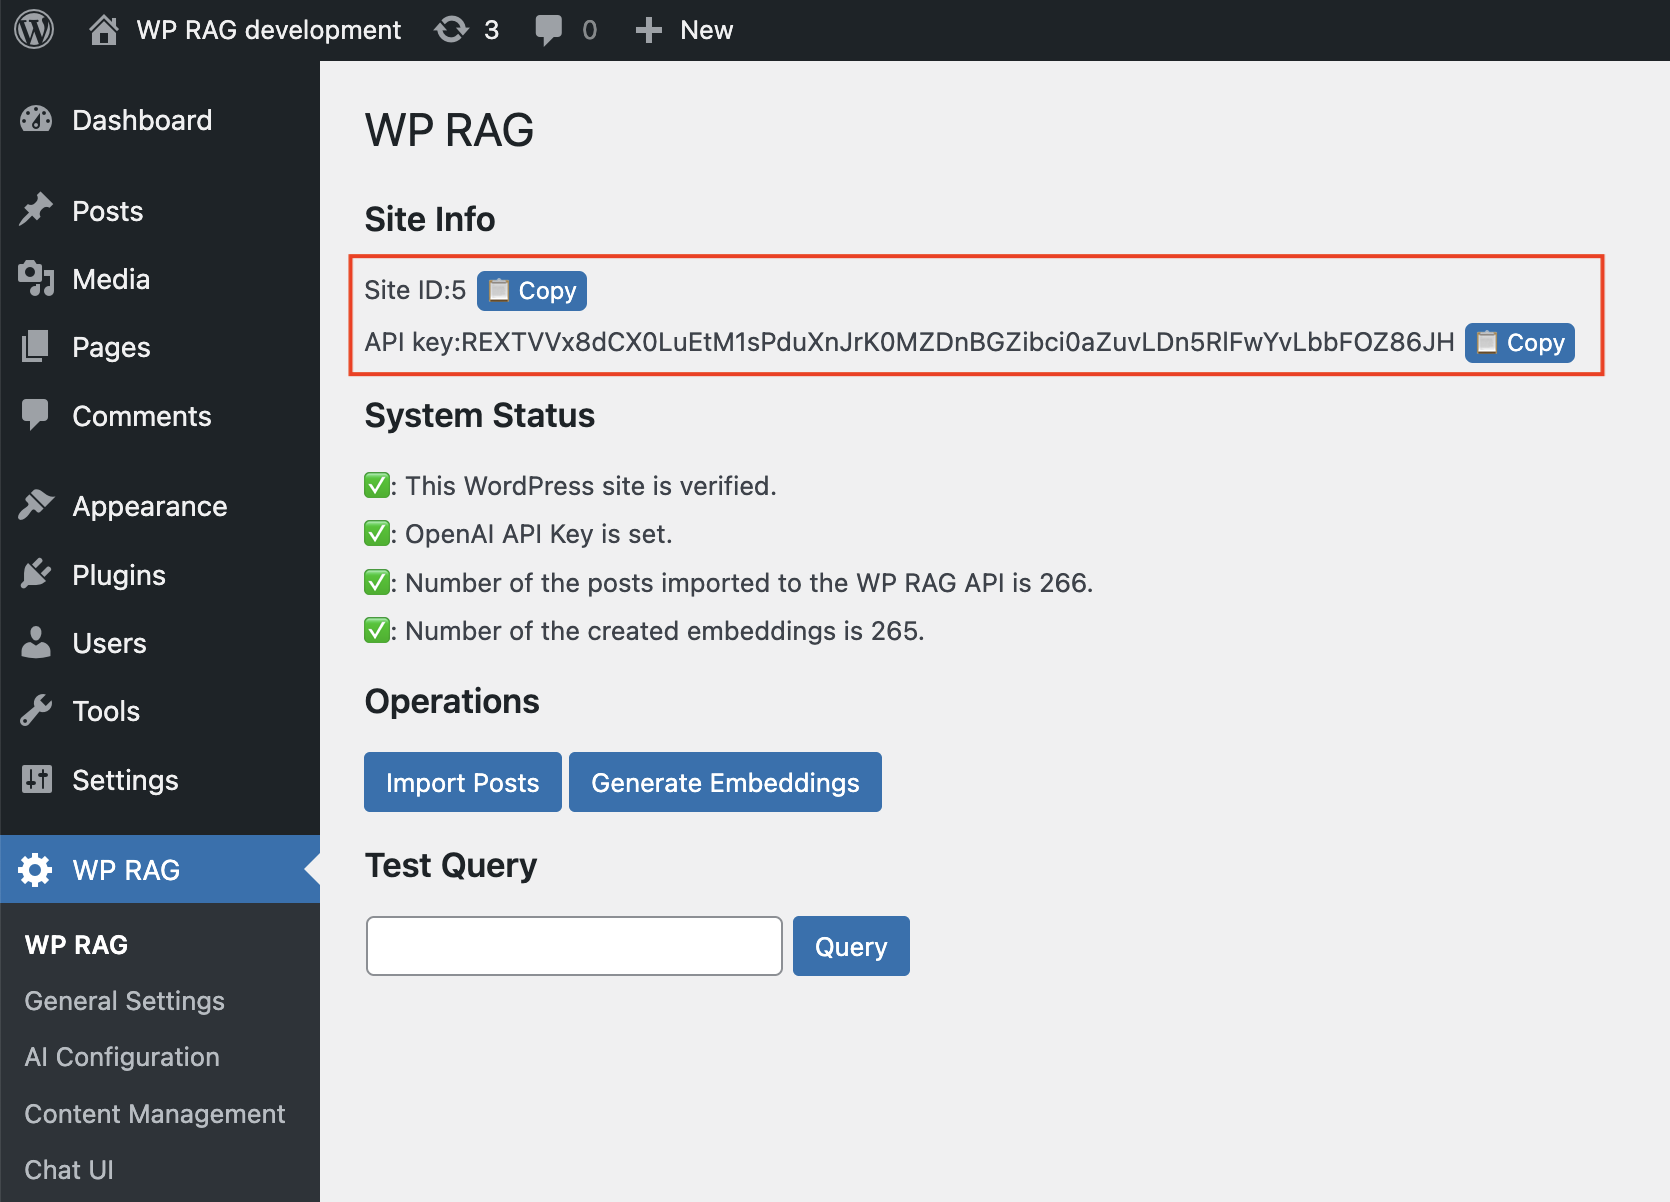 WP RAG development 3 0 New
Dashboard
Posts
Media
Pages
Comments
Appearance
Plugins
Users
Tools
Settings
WP RAG
WP RAG
General Settings
AI Configuration
Content Management
Chat UI
WP RAG
Site Info
Site ID:5 Copy
API key:REXTVVx8dCX0LuEtM1sPduXnJrK0MZDnBGZibci0aZuvLDn5RlFwYvLbbFOZ86JH Copy
System Status
✅: This WordPress site is verified.
✅: OpenAI API Key is set.
✅: Number of the posts imported to the WP RAG API is 266.
✅: Number of the created embeddings is 265.
Operations
Import Posts Generate Embeddings
Test Query
Query